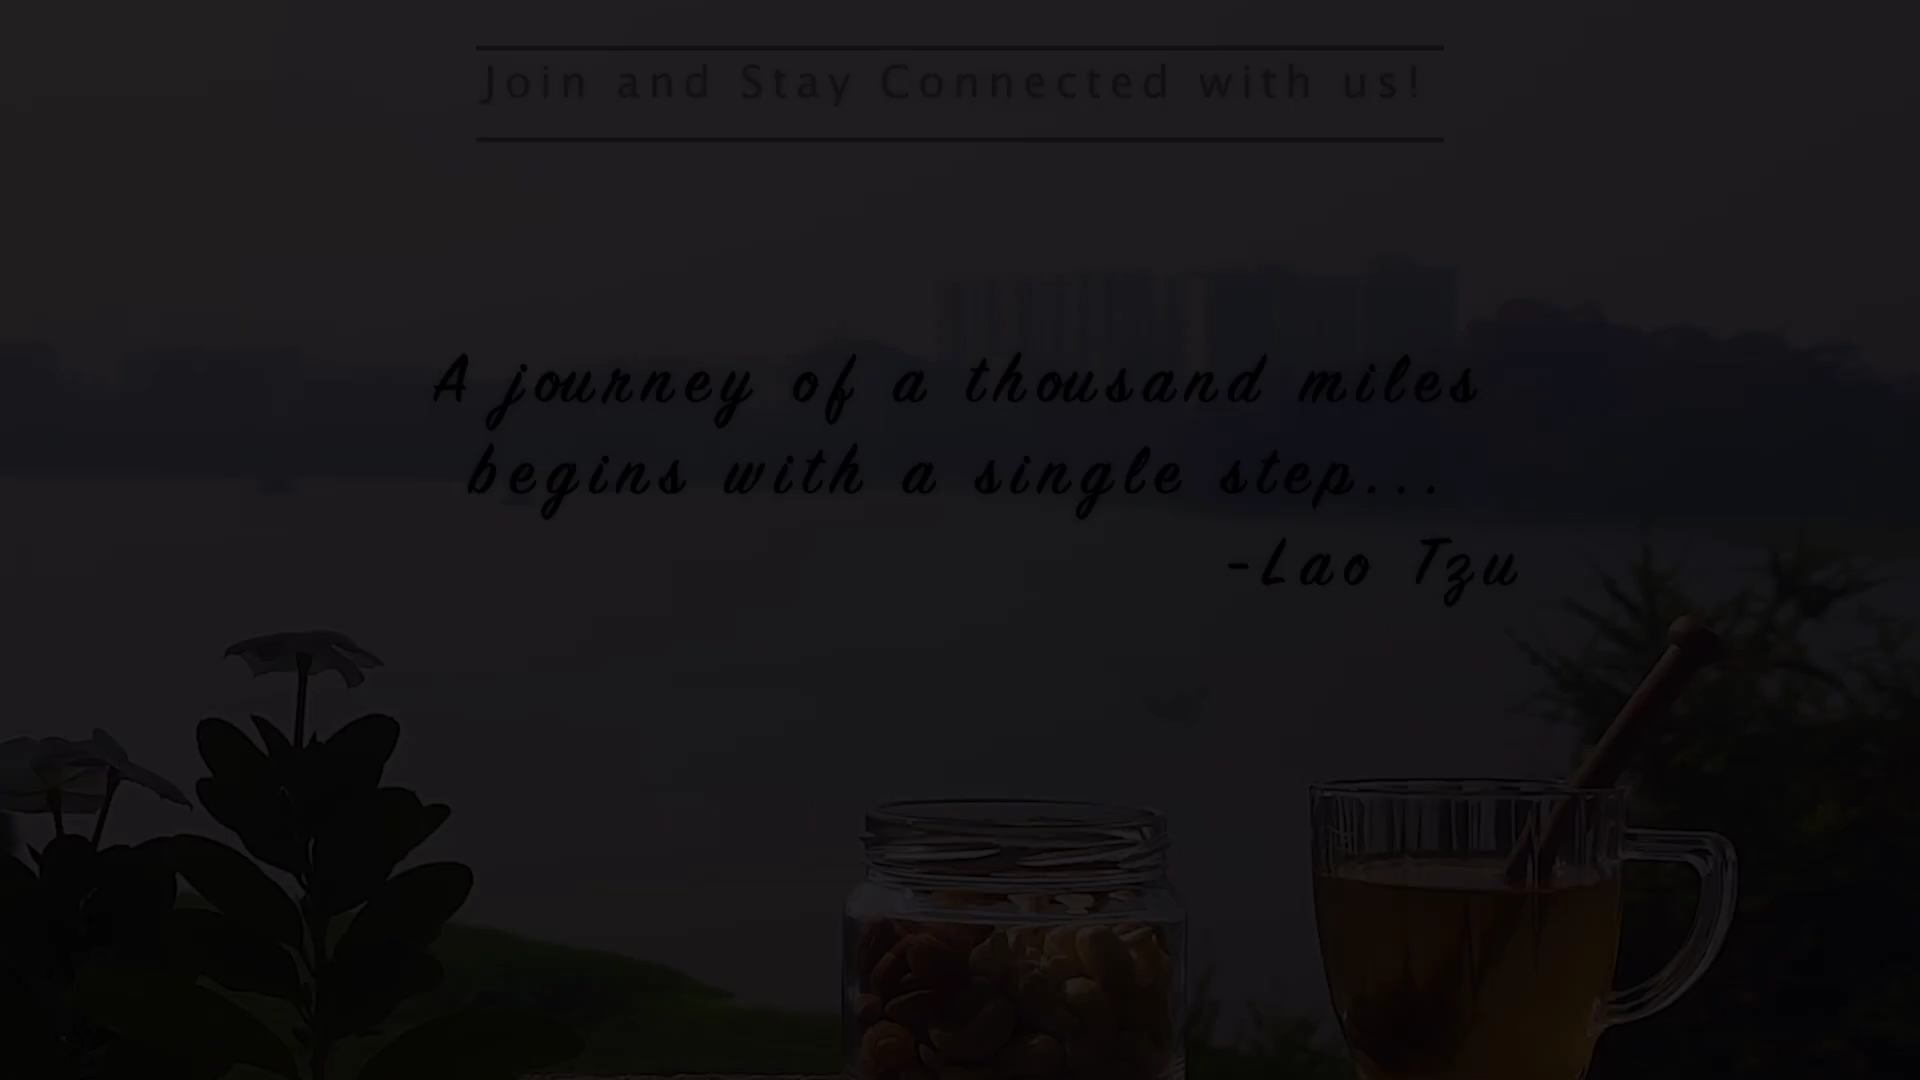 Join and Stay Connected with us!
A journey of a thousand miles
begins with a single step...
-Lao Tzu